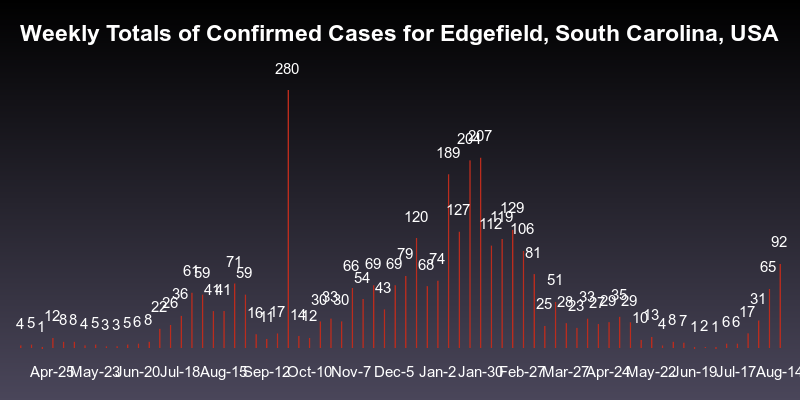 Weekly Totals of Confirmed Cases for Edgefield, South Carolina, USA
4 5 1 12 8 8 4 5 3 3 5 6 8 22 26 36 61 59 41 41 71 59 16 11 17 280 14 12 30 33 30 66 54 69 43 69 79 120 68 74 189 127 204 207 112 119 129 106 81 25 51 28 23 33 27 29 35 29 10 13 4 8 7 1 2 1 6 6 17 31 65 92
Apr-25 May-23 Jun-20 Jul-18 Aug-15 Sep-12 Oct-10 Nov-7 Dec-5 Jan-2 Jan-30 Feb-27 Mar-27 Apr-24 May-22 Jun-19 Jul-17 Aug-14